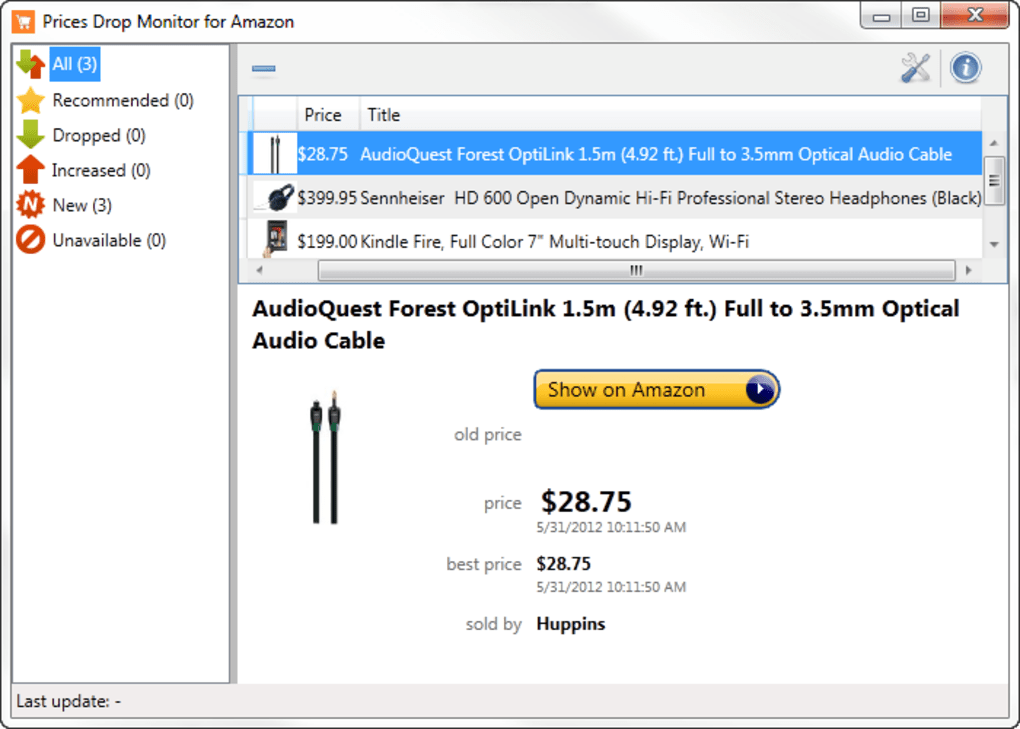 Prices Drop Monitor for Amazon
All (3)
Recommended (0)
Dropped (0)
Increased (0)
New (3)
Unavailable (0)
Price Title
$28.75 AudioQuest Forest OptiLink 1.5m (4.92 ft.) Full to 3.5mm Optical Audio Cable
$399.95 Sennheiser HD 600 Open Dynamic Hi-Fi Professional Stereo Headphones (Black)
$199.00 Kindle Fire, Full Color 7" Multi-touch Display, Wi-Fi
AudioQuest Forest OptiLink 1.5m (4.92 ft.) Full to 3.5mm Optical
Audio Cable
Show on Amazon
old price
price $28.75
5/31/2012 10:11:50 AM
best price $28.75
5/31/2012 10:11:50 AM
sold by Huppins
Last update: -